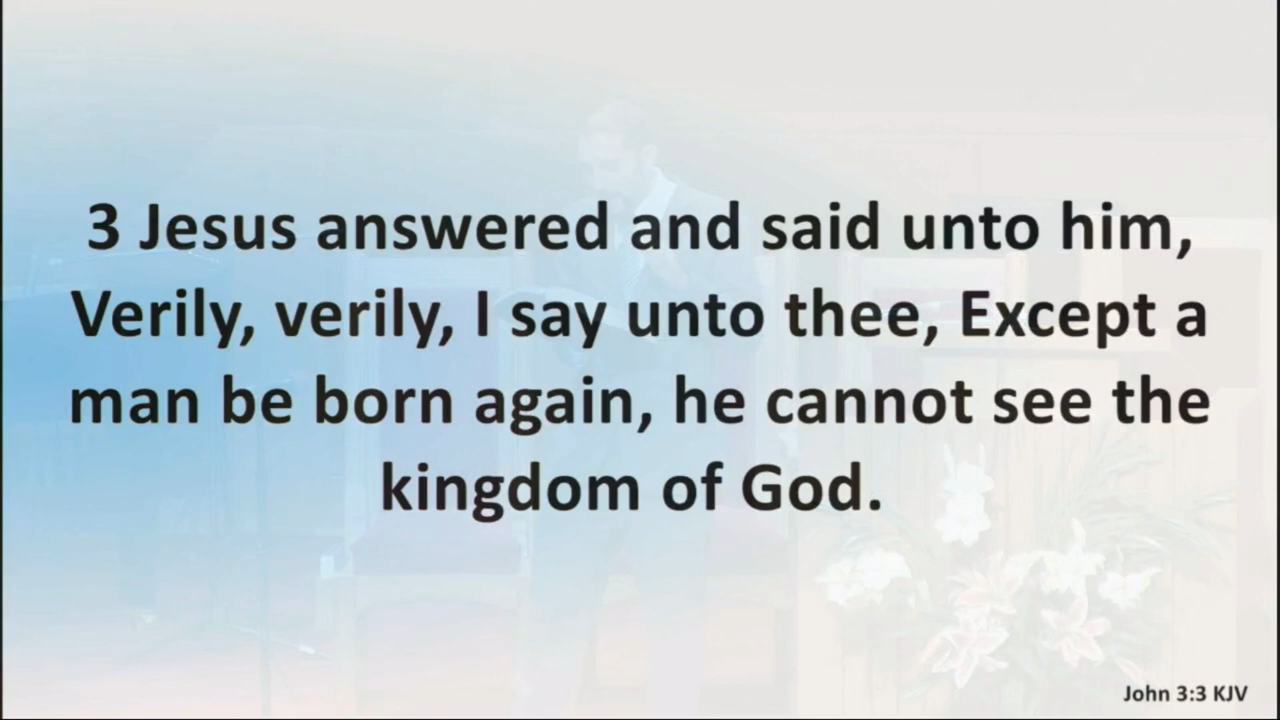 3 Jesus answered and said unto him,
Verily, verily, I say unto thee, Except a
man be born again, he cannot see the
kingdom of God.
John 3:3 KJV